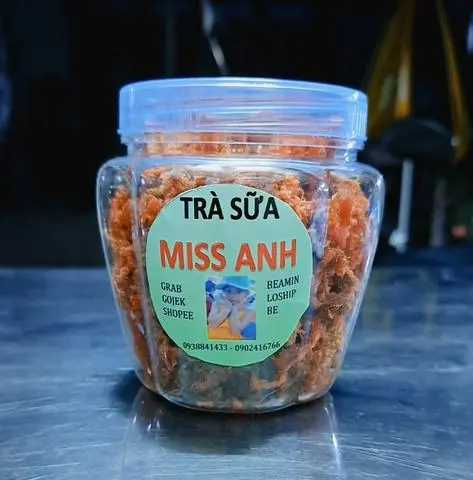 TRÀ SỮA
MISS ANH
GRAB
GOJEK
SHOPEE
BEAMIN
LOSHIP
BE
0938841433 - 0902416766